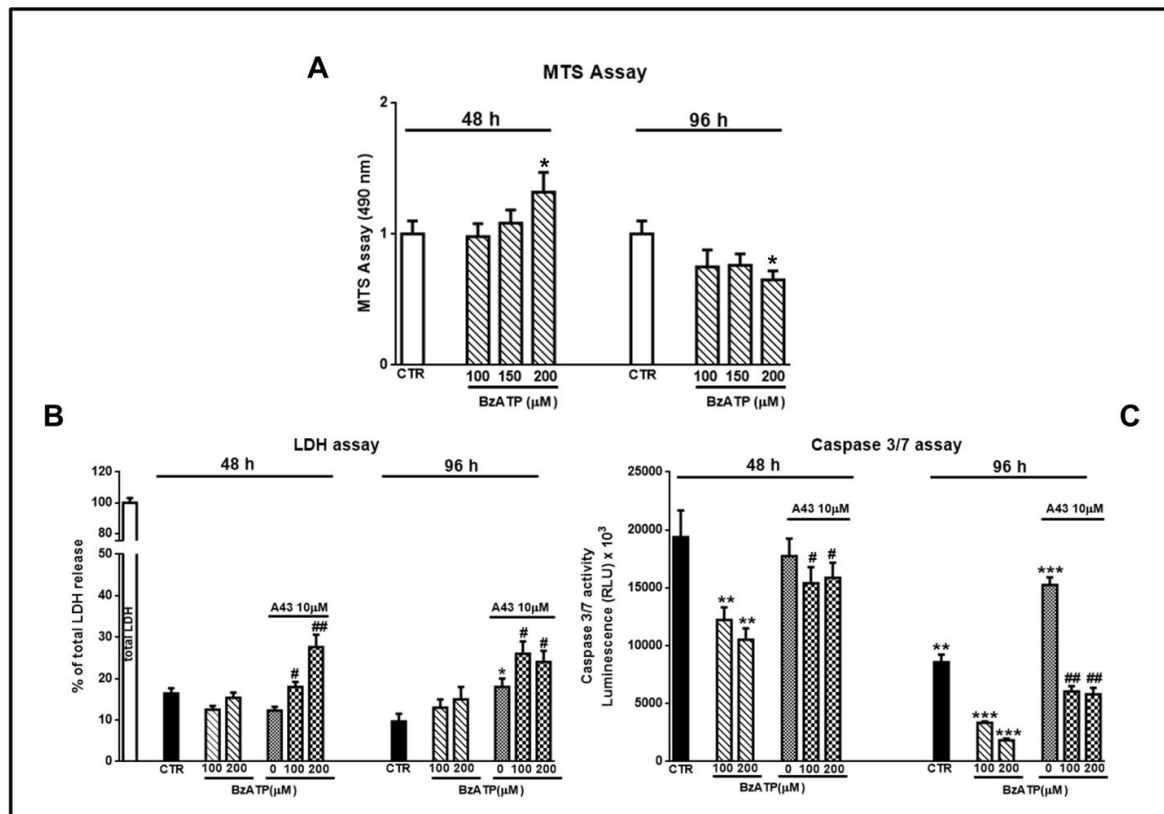 A
MTS Assay
48 h
96 h
MTS Assay (490 nm)
2
1
0
*
*
CTR
100 150 200
CTR
100 150 200
BzATP (μM)
BzATP (μM)
B
LDH assay
48 h
96 h
% of total LDH release
120
100
80
50
40
30
20
10
0
total LDH
A43 10μM
A43 10μM
# ##
* # #
CTR
100 200
0 100 200
CTR
100 200
0 100 200
BzATP(μM)
BzATP(μM)
C
Caspase 3/7 assay
48 h
96 h
Caspase 3/7 activity
Luminescence (RLU) x 10³
25000
20000
15000
10000
5000
0
A43 10μM
A43 10μM
** **
# #
**
*** ***
***
## ##
CTR
100 200
0 100 200
CTR
100 200
0 100 200
BzATP(μM)
BzATP(μM)